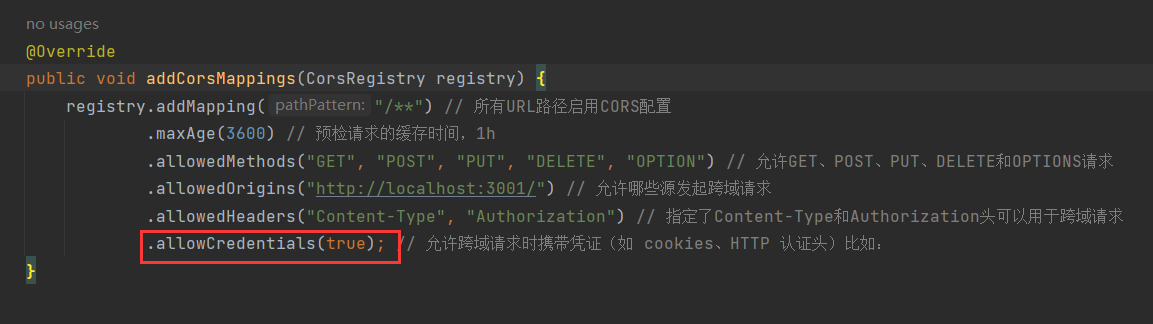 no usages
@Override
public void addCorsMappings(CorsRegistry registry) {
registry.addMapping( pathPattern: "/**") // 所有URL路径启用CORS配置
.maxAge(3600) // 预检请求的缓存时间，1h
.allowedMethods("GET", "POST", "PUT", "DELETE", "OPTION") // 允许GET、POST、PUT、DELETE和OPTIONS请求
.allowedOrigins("http://localhost:3001/") // 允许哪些源发起跨域请求
.allowedHeaders("Content-Type", "Authorization") // 指定了Content-Type和Authorization头可以用于跨域请求
.allowCredentials(true); // 允许跨域请求时携带凭证（如 cookies、HTTP 认证头）比如：
}